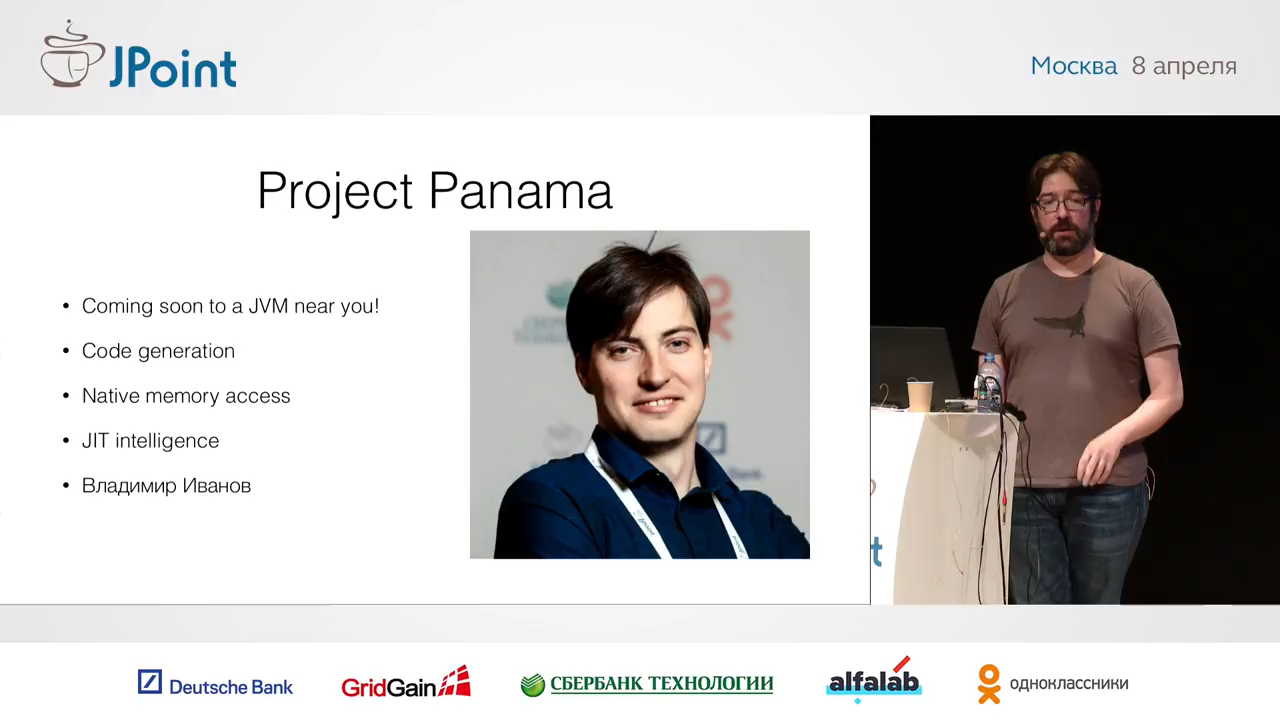 JPoint
Москва 8 апреля
Project Panama
• Coming soon to a JVM near you!
• Code generation
• Native memory access
• JIT intelligence
• Владимир Иванов
Deutsche Bank
GridGain
СБЕРБАНК ТЕХНОЛОГИИ
alfalab
одноклассники